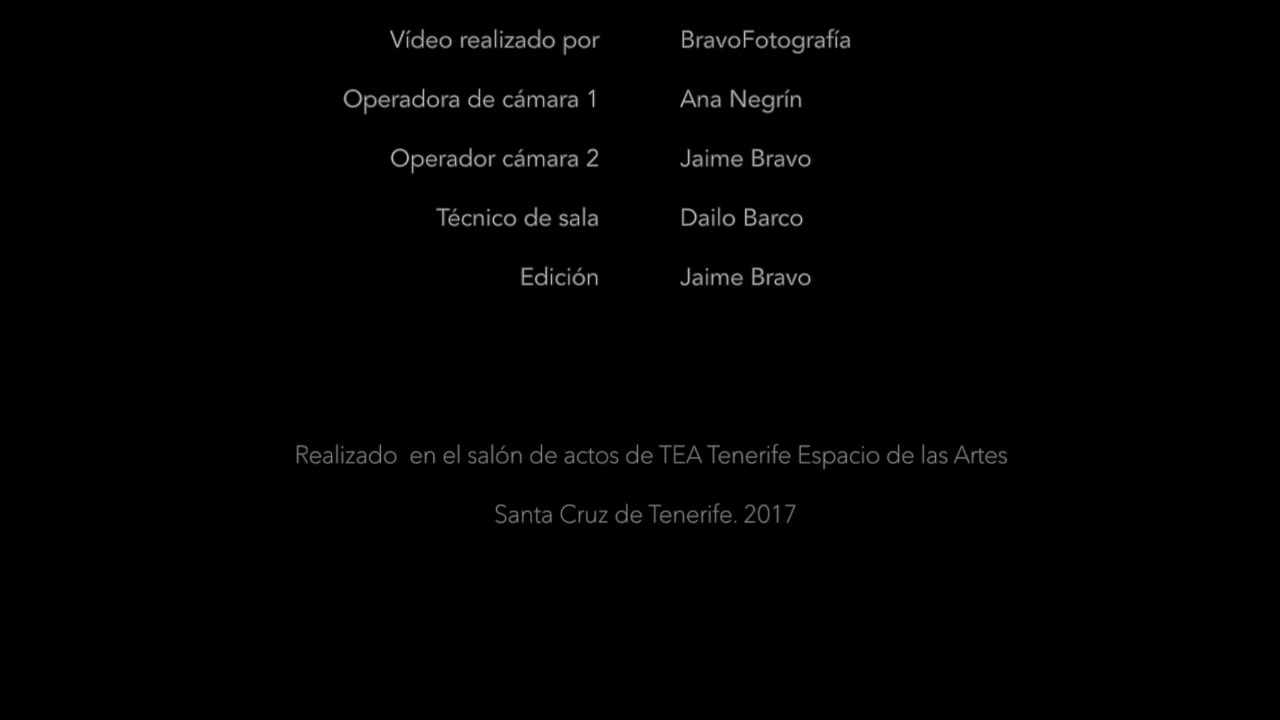 Vídeo realizado por BravoFotografía
Operadora de cámara 1 Ana Negrín
Operador cámara 2 Jaime Bravo
Técnico de sala Dailo Barco
Edición Jaime Bravo
Realizado en el salón de actos de TEA Tenerife Espacio de las Artes
Santa Cruz de Tenerife. 2017